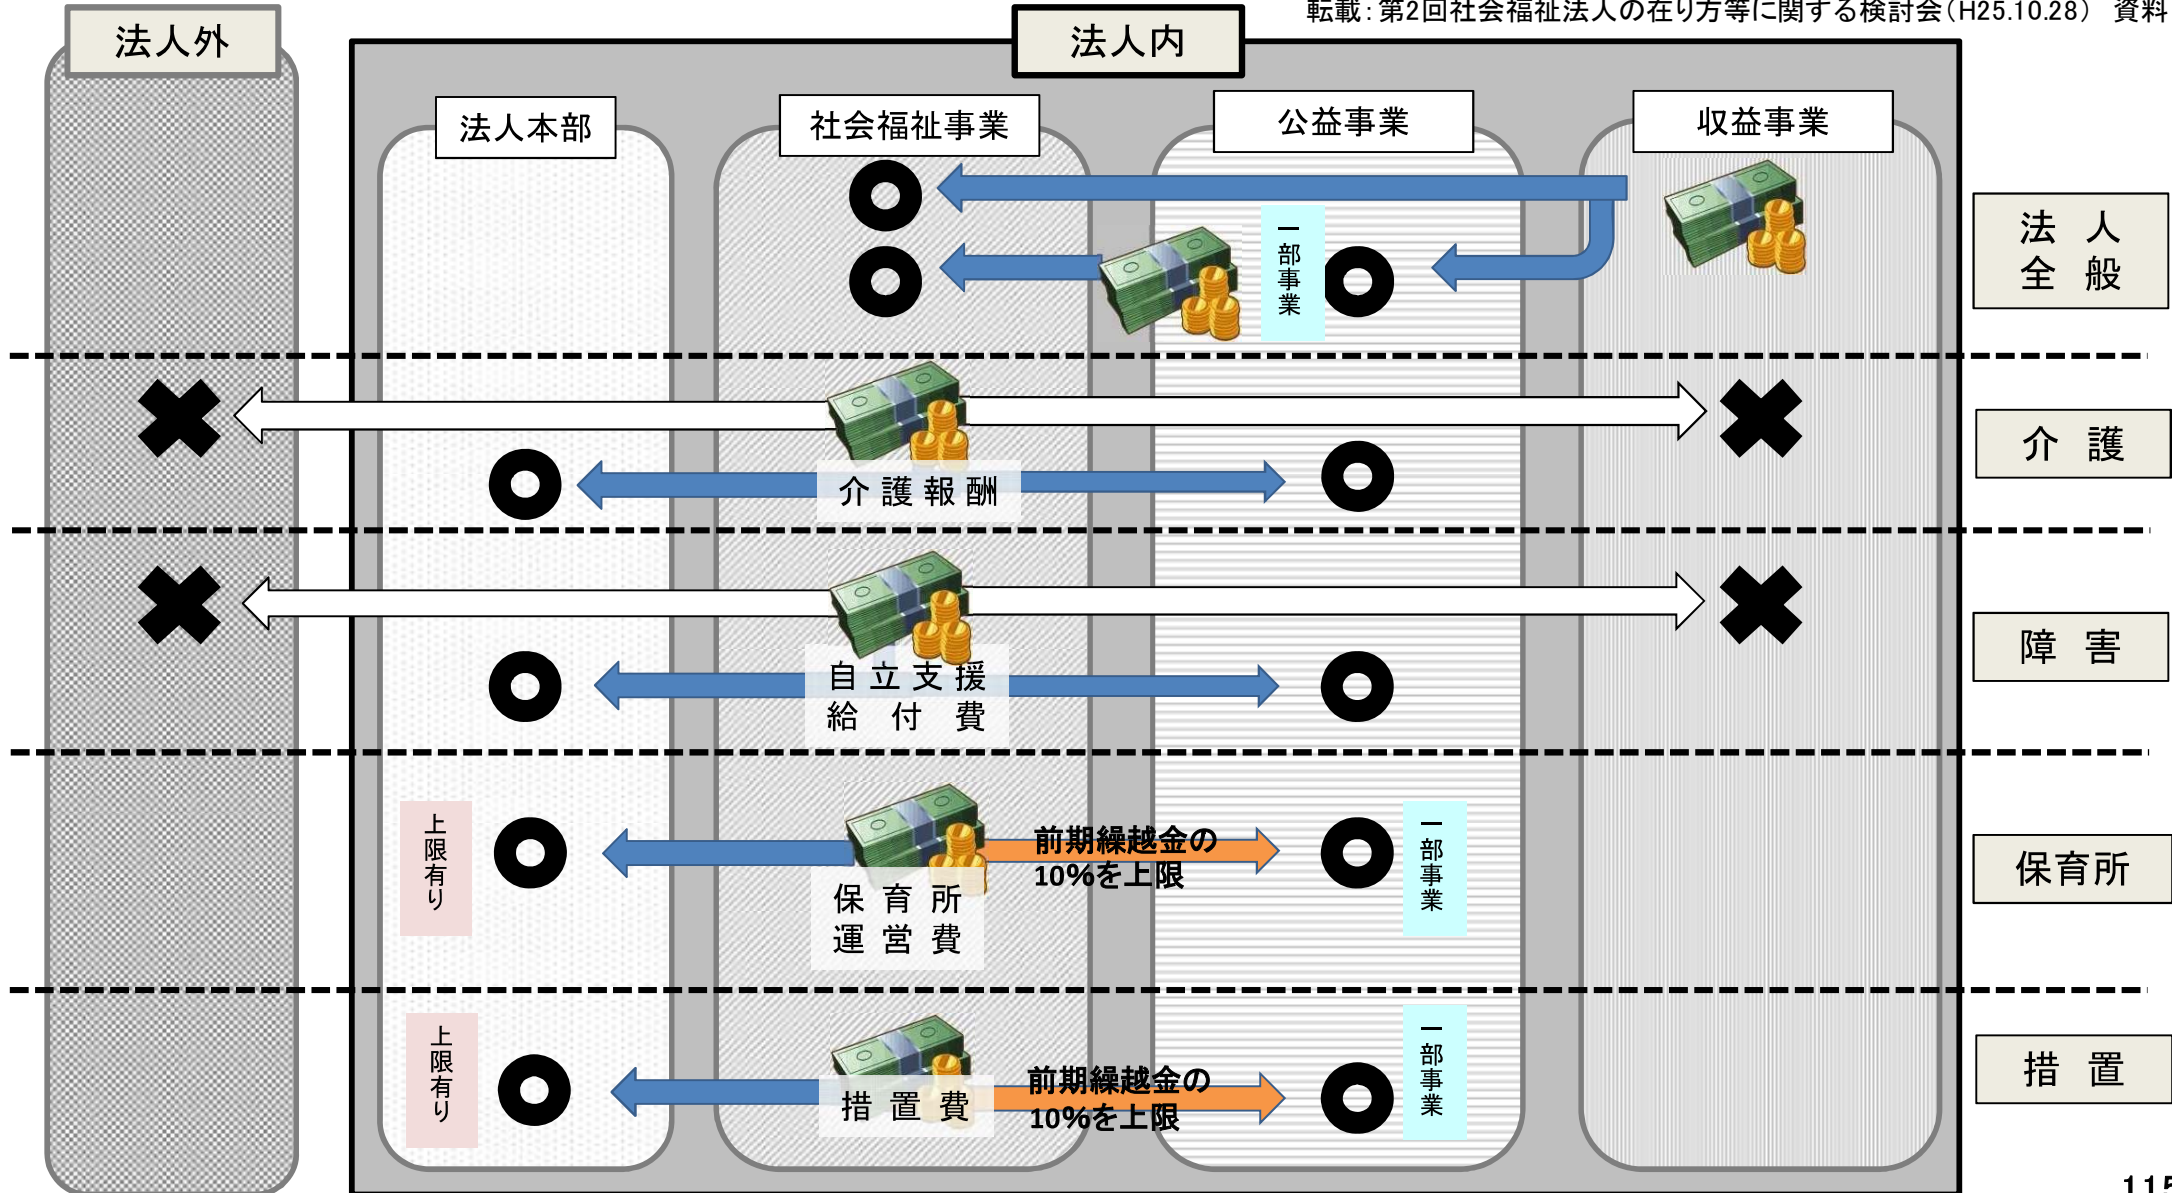 転載：第2回社会福祉法人の在り方等に関する検討会（H25.10.28） 資料
法人外
法人内
法人本部
社会福祉事業
公益事業
収益事業
一部事業
法人
全般
介護
介護報酬
障害
自立支援
給付費
保育所
上限有り
前期繰越金の
10%を上限
一部事業
保育所
運営費
措置
上限有り
前期繰越金の
10%を上限
一部事業
措置費
115